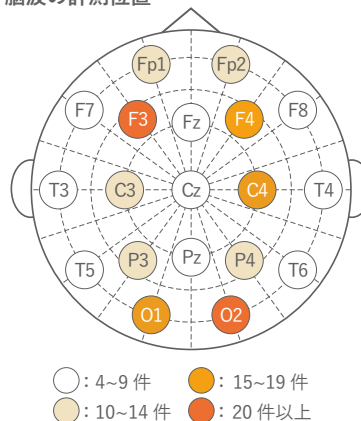 脳波の計測位置
Fp1 Fp2
F7 F3 Fz F4 F8
T3 C3 Cz C4 T4
T5 P3 Pz P4 T6
O1 O2
：4~9 件 ：15~19 件
：10~14 件 ：20 件以上